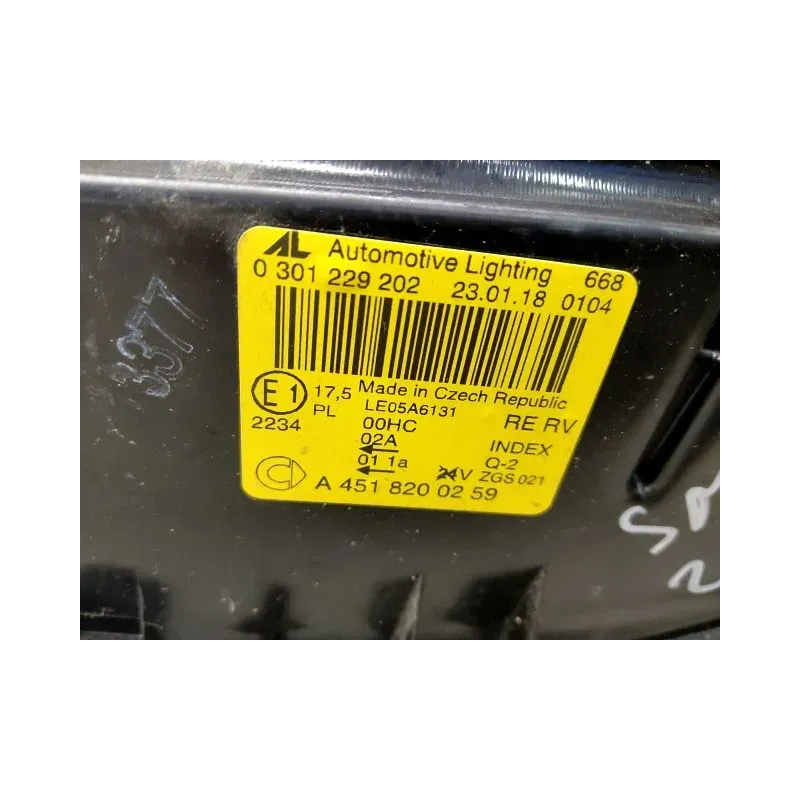 AL Automotive Lighting 668
0 301 229 202 23.01.18 0104
E1 17,5 Made in Czech Republic
PL LE05A6131 RE RV
2234 00HC
02A INDEX
01 1a Q-2
24V ZGS 021
A 451 820 02 59
3377